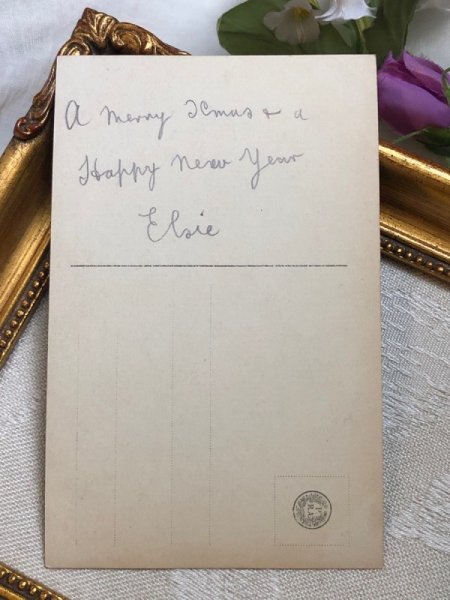 A Merry Xmas + a
Happy New Year
Elsie